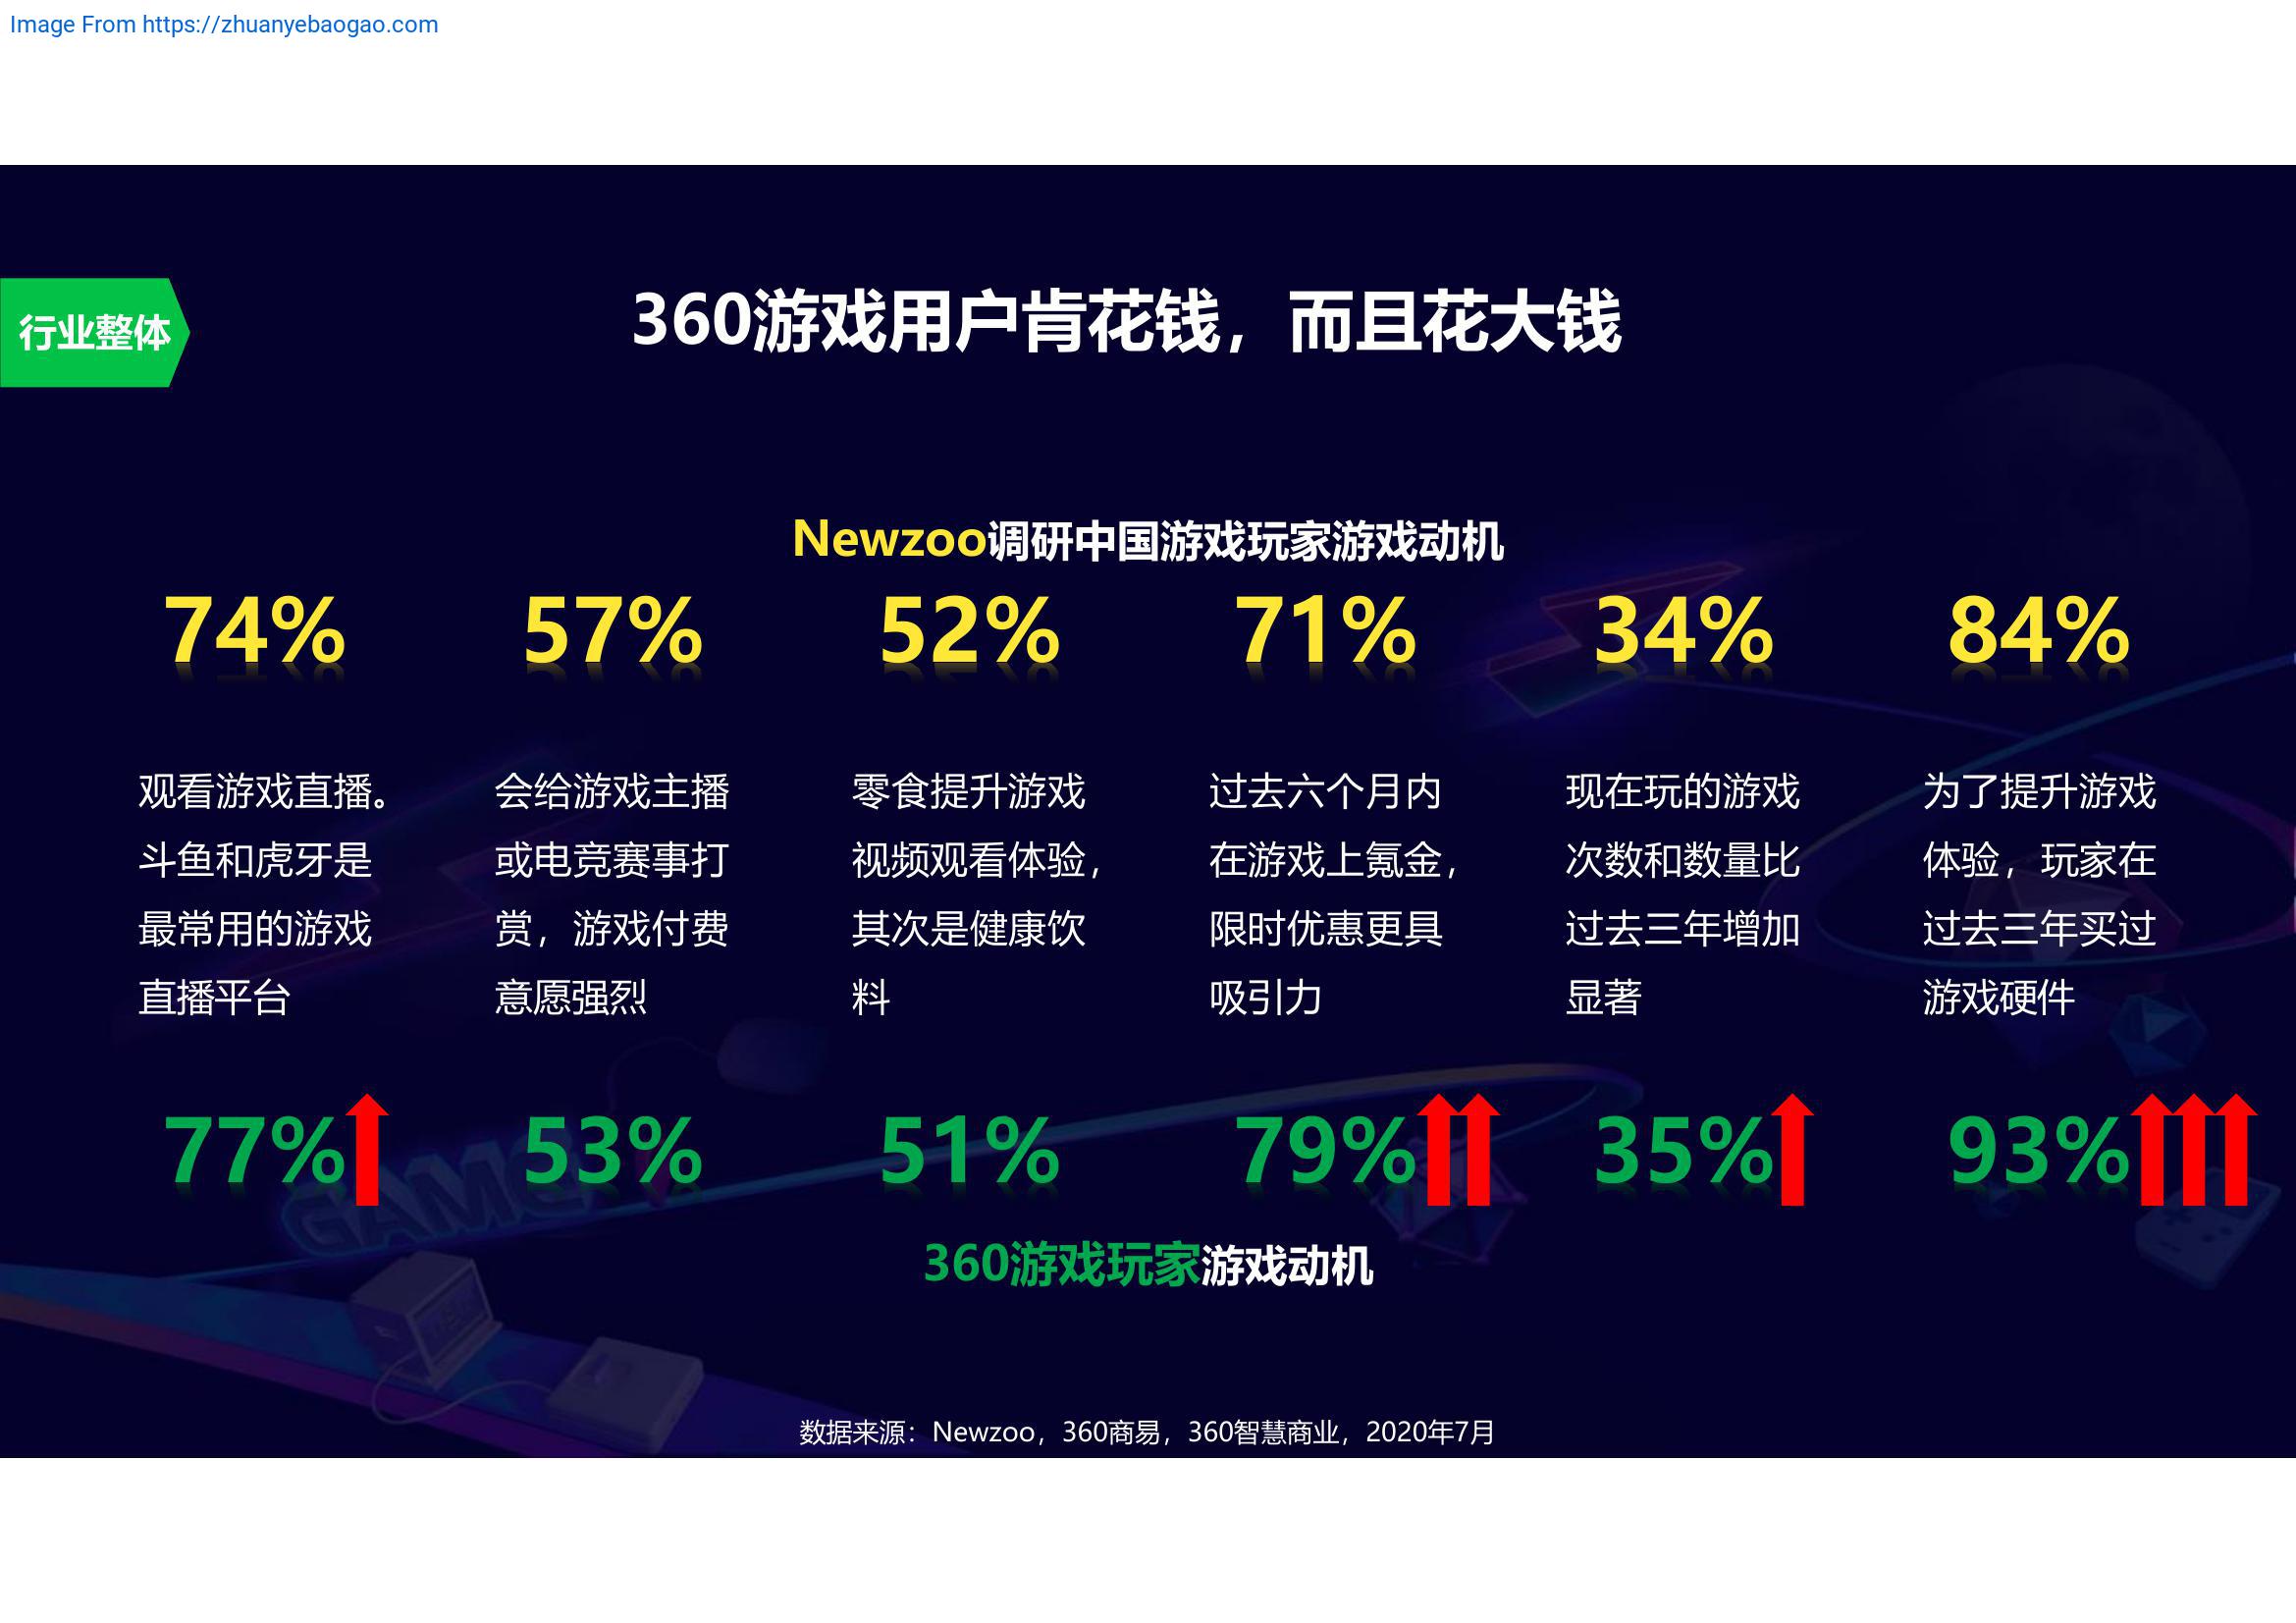 Image From https://zhuanyebaogao.com
行业整体
360游戏用户肯花钱，而且花大钱
Newzoo调研中国游戏玩家游戏动机
74%
57%
52%
71%
34%
84%
观看游戏直播。
斗鱼和虎牙是
最常用的游戏
直播平台
会给游戏主播
或电竞赛事打
赏，游戏付费
意愿强烈
零食提升游戏
视频观看体验，
其次是健康饮
料
过去六个月内
在游戏上氪金，
限时优惠更具
吸引力
现在玩的游戏
次数和数量比
过去三年增加
显著
为了提升游戏
体验，玩家在
过去三年买过
游戏硬件
77%
53%
51%
79%
35%
93%
GAME
360游戏玩家游戏动机
数据来源：Newzoo，360商易，360智慧商业，2020年7月